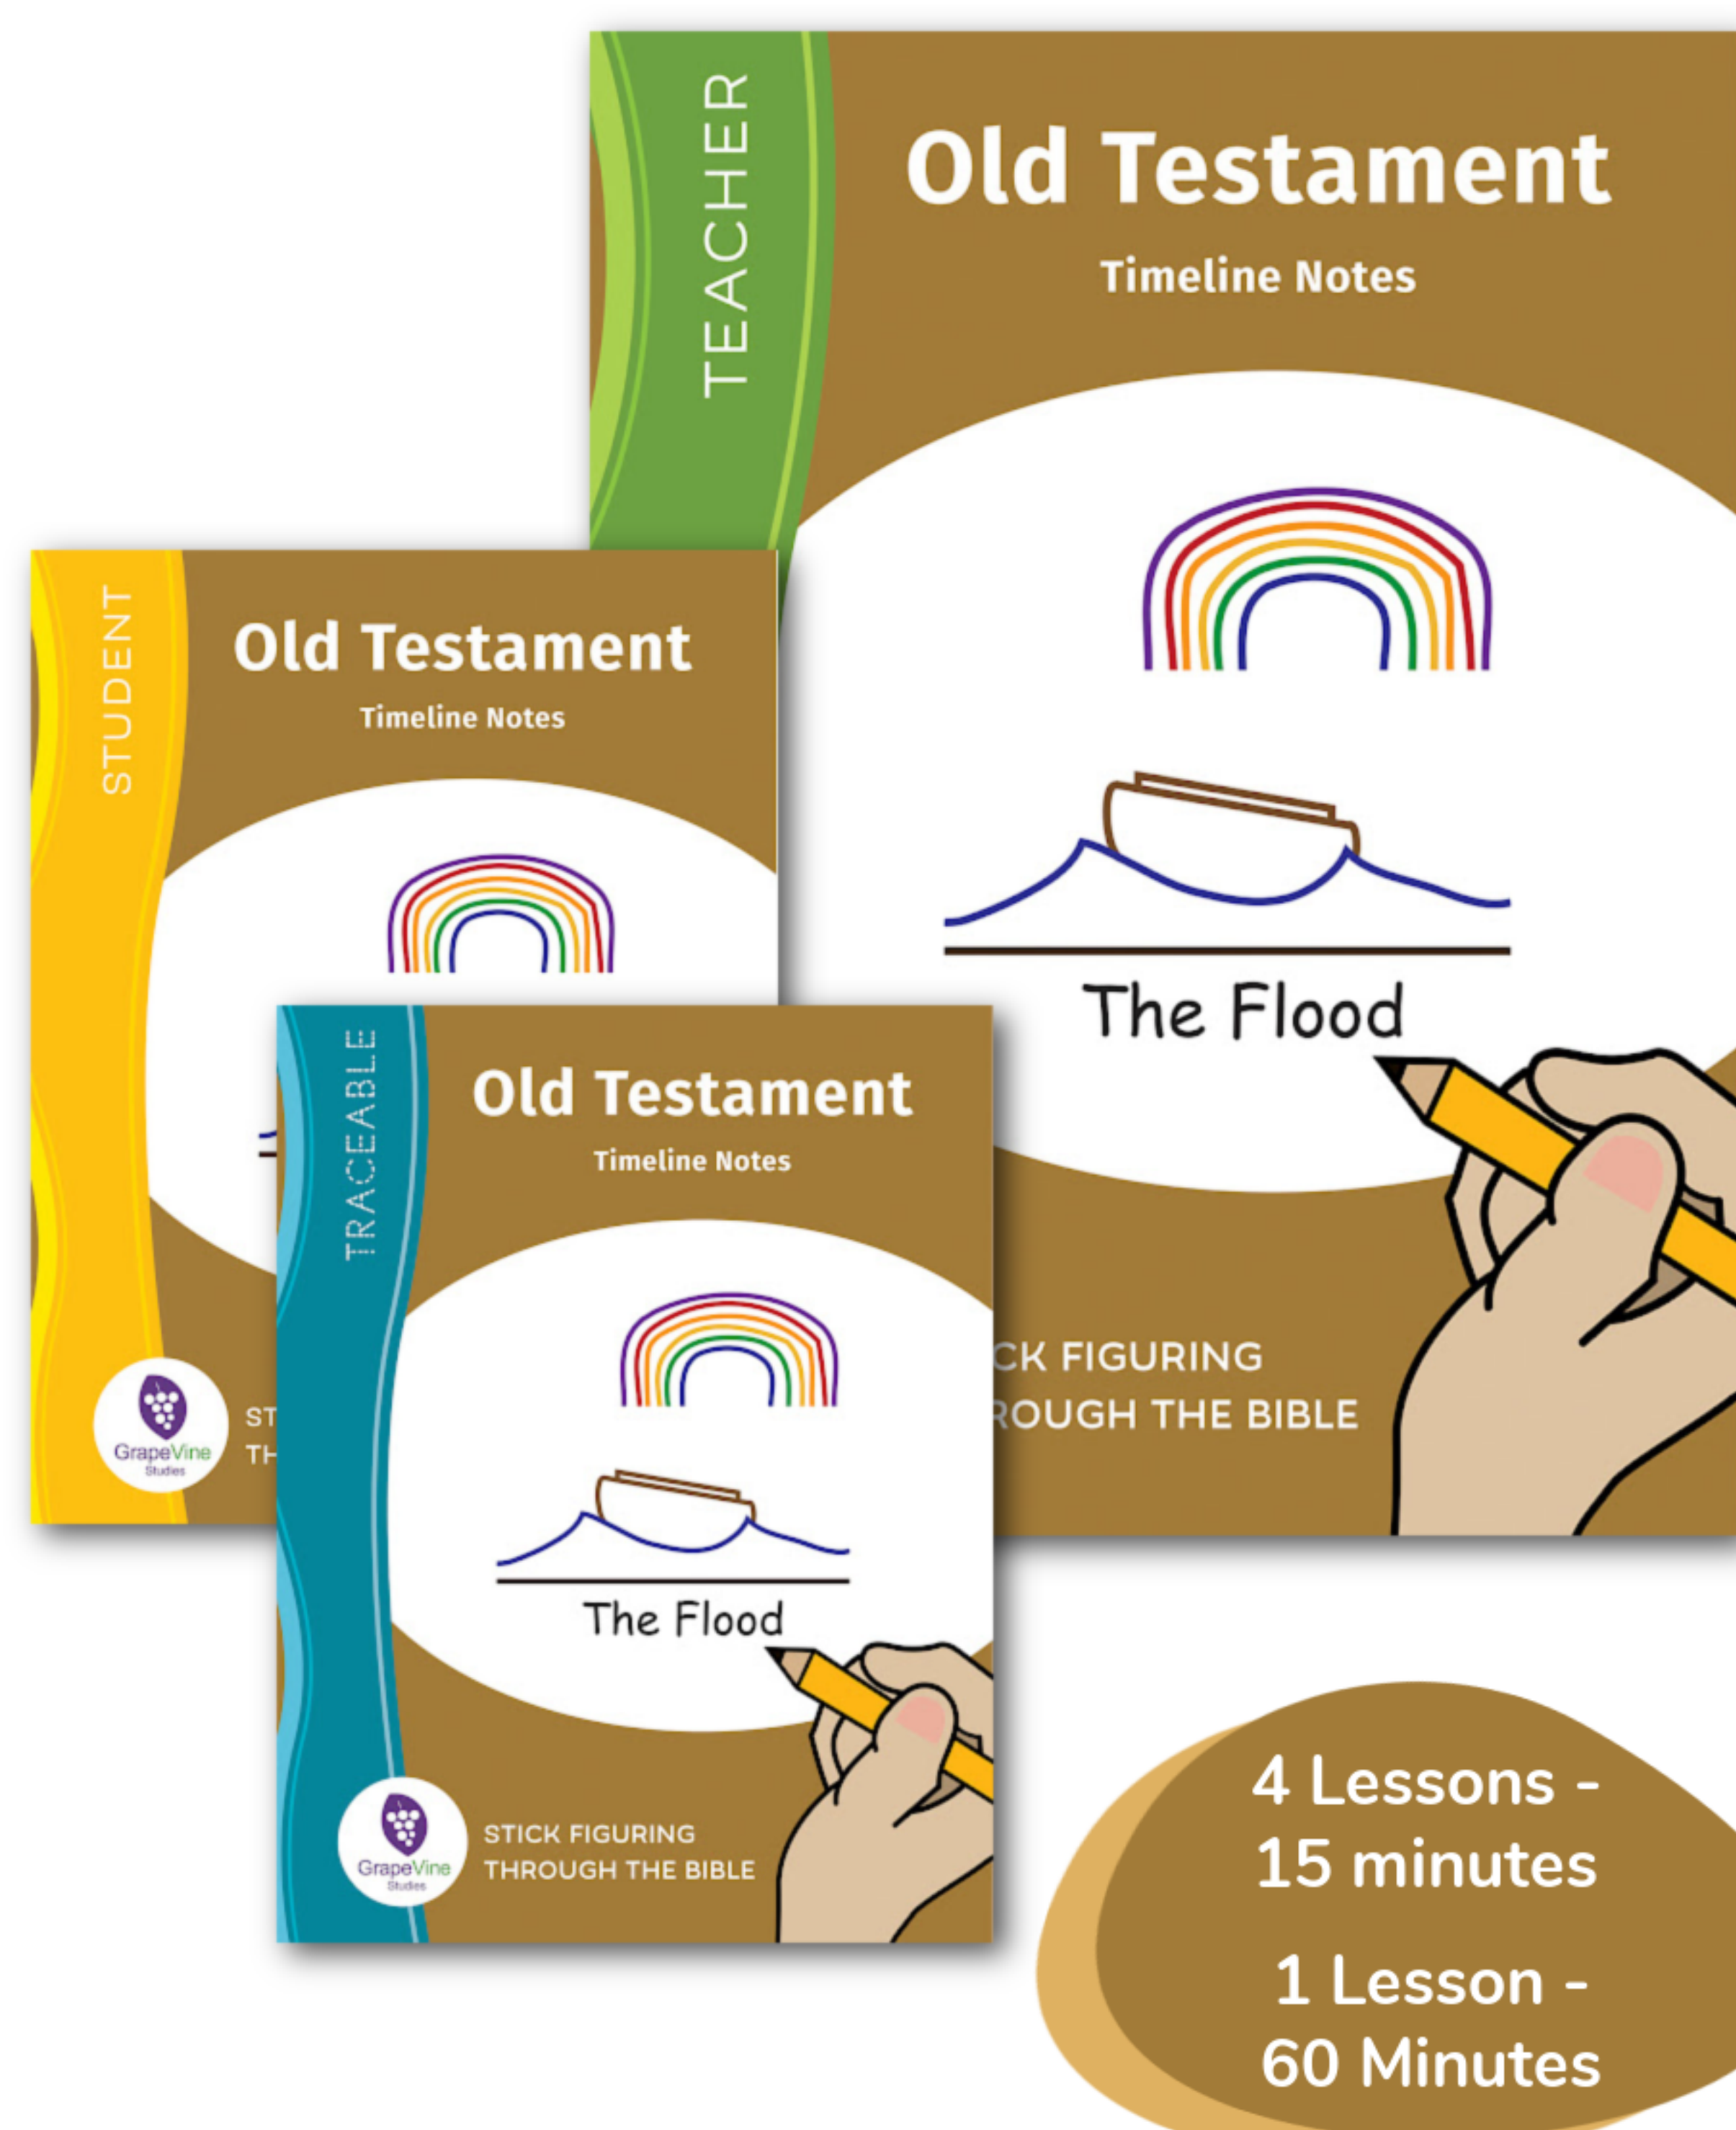 TEACHER
Old Testament
Timeline Notes
The Flood
CK FIGURING
ROUGH THE BIBLE
STUDENT
Old Testament
Timeline Notes
GrapeVine
Studies
ST
TH
TRACEABLE
Old Testament
Timeline Notes
The Flood
GrapeVine
Studies
STICK FIGURING
THROUGH THE BIBLE
4 Lessons -
15 minutes
1 Lesson -
60 Minutes